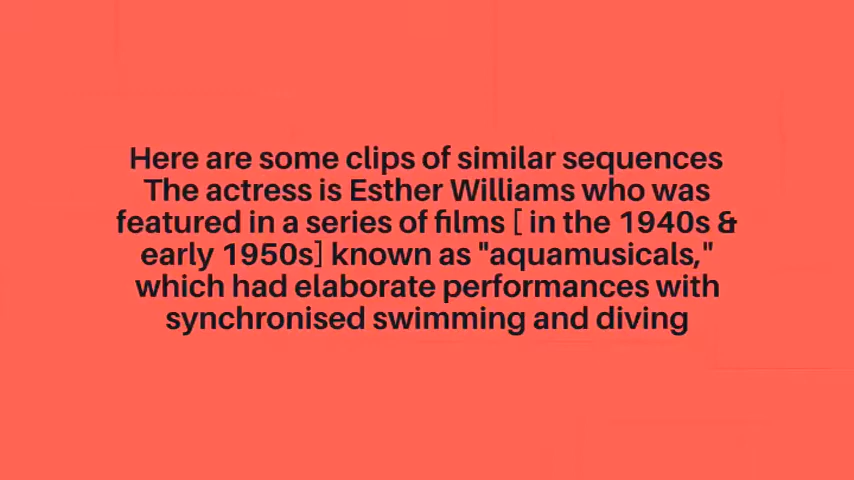 Here are some clips of similar sequences
The actress is Esther Williams who was
featured in a series of films [ in the 1940s &
early 1950s] known as "aquamusicals,"
which had elaborate performances with
synchronised swimming and diving